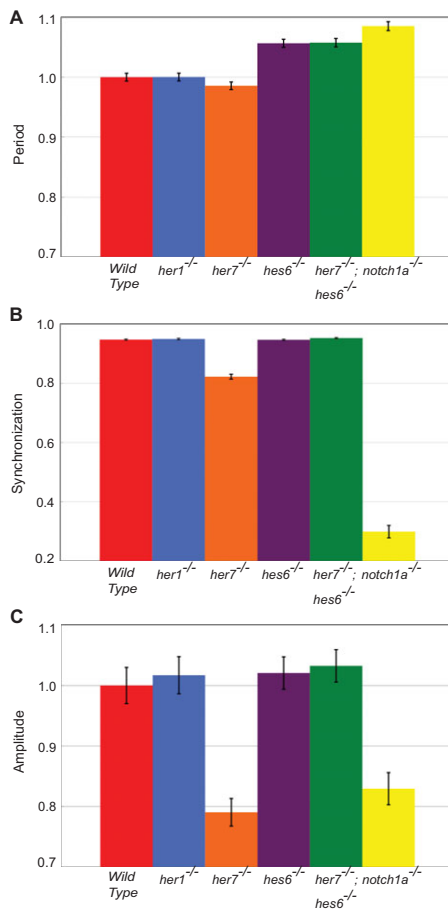 A
1.1
1.0
0.9
0.8
0.7
Period
Wild Type
her1-/-
her7-/-
hes6-/-
her7-/-; hes6-/-
notch1a-/-
B
1.0
0.8
0.6
0.4
0.2
Synchronization
Wild Type
her1-/-
her7-/-
hes6-/-
her7-/-; hes6-/-
notch1a-/-
C
1.1
1.0
0.9
0.8
0.7
Amplitude
Wild Type
her1-/-
her7-/-
hes6-/-
her7-/-; hes6-/-
notch1a-/-